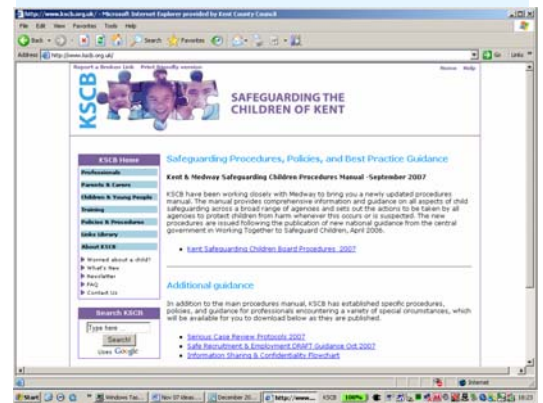 http://www.kscb.org.uk/ - Microsoft Internet Explorer provided by Kent County Council
File Edit View Favorites Tools Help
Back Search Favorites
Address http://www.kscb.org.uk/ Go Links
Report a Broken Link Print friendly version Home Help
KSCB
SAFEGUARDING THE
CHILDREN OF KENT
KSCB Home
Professionals
Parents & Carers
Children & Young People
Training
Policies & Procedures
Links Library
About KSCB
Worried about a child?
What's New
Newsletter
FAQ
Contact Us
Search KSCB
Type here
Search!
Uses Google
Safeguarding Procedures, Policies, and Best Practice Guidance
Kent & Medway Safeguarding Children Procedures Manual -September 2007
KSCB have been working closely with Medway to bring you a newly updated procedures
manual. The manual provides comprehensive information and guidance on all aspects of child
safeguarding across a broad range of agencies and sets out the actions to be taken by all
agencies to protect children from harm whenever this occurs or is suspected. The new
procedures are issued following the publication of new national guidance from the central
government in Working Together to Safeguard Children, April 2006.
Kent Safeguarding Children Board Procedures 2007
Additional guidance
In addition to the main procedures manual, KSCB has established specific procedures,
policies, and guidance for professionals encountering a variety of special circumstances, which
will be available for you to download below as they are published.
Serious Case Review Protocols 2007
Safe Recruitment & Employment DRAFT Guidance Oct 2007
Information Sharing & Confidentiality Flowchart
Internet
Start Windows Tas... Nov 07 ideas... December 20... http://www.... KSCB 100% 16:23